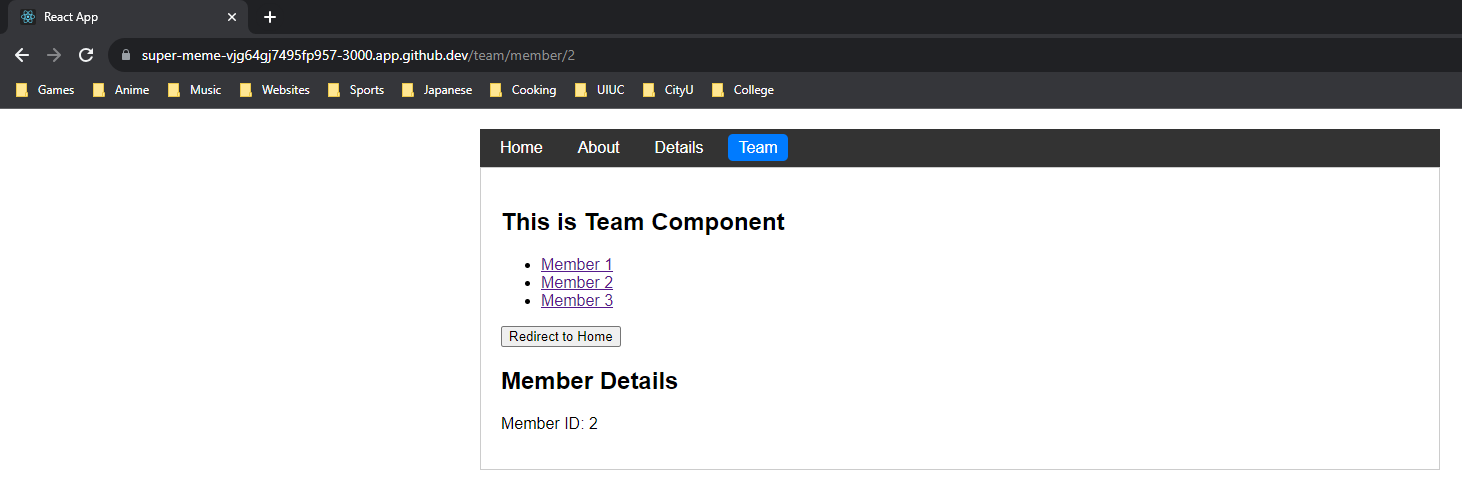 React App
super-meme-vjg64gj7495fp957-3000.app.github.dev/team/member/2
Games Anime Music Websites Sports Japanese Cooking UIUC CityU College
Home About Details Team
This is Team Component
Member 1
Member 2
Member 3
Redirect to Home
Member Details
Member ID: 2